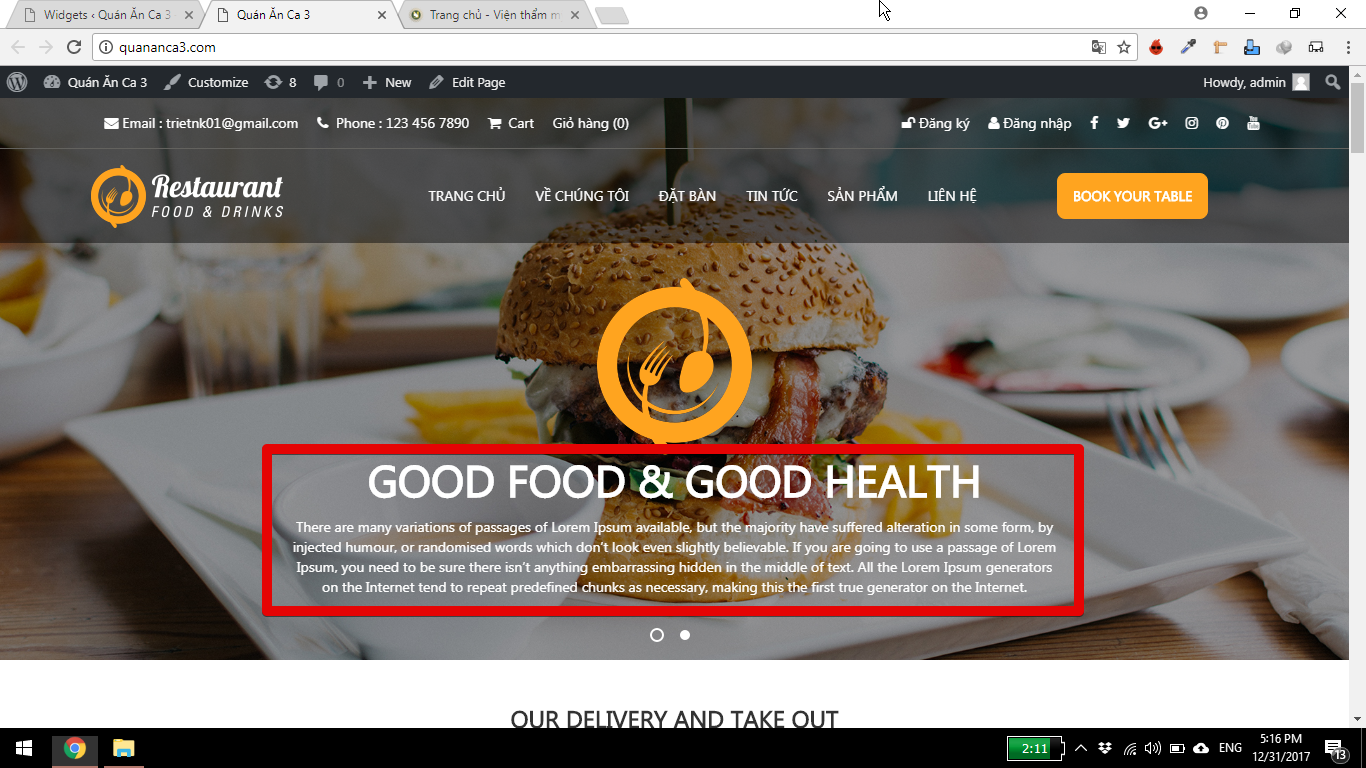 Widgets ‹ Quán Ăn Ca 3
Quán Ăn Ca 3
Trang chủ - Viện thẩm m
quananca3.com
Quán Ăn Ca 3 Customize 8 0 New Edit Page Howdy, admin
Email : trietnk01@gmail.com Phone : 123 456 7890 Cart Giỏ hàng (0) Đăng ký Đăng nhập
Restaurant
FOOD & DRINKS
TRANG CHỦ VỀ CHÚNG TÔI ĐẶT BÀN TIN TỨC SẢN PHẨM LIÊN HỆ
BOOK YOUR TABLE
GOOD FOOD & GOOD HEALTH
There are many variations of passages of Lorem Ipsum available, but the majority have suffered alteration in some form, by
injected humour, or randomised words which don't look even slightly believable. If you are going to use a passage of Lorem
Ipsum, you need to be sure there isn't anything embarrassing hidden in the middle of text. All the Lorem Ipsum generators
on the Internet tend to repeat predefined chunks as necessary, making this the first true generator on the Internet.
OUR DELIVERY AND TAKE OUT
2:11 ENG 5:16 PM
12/31/2017
13